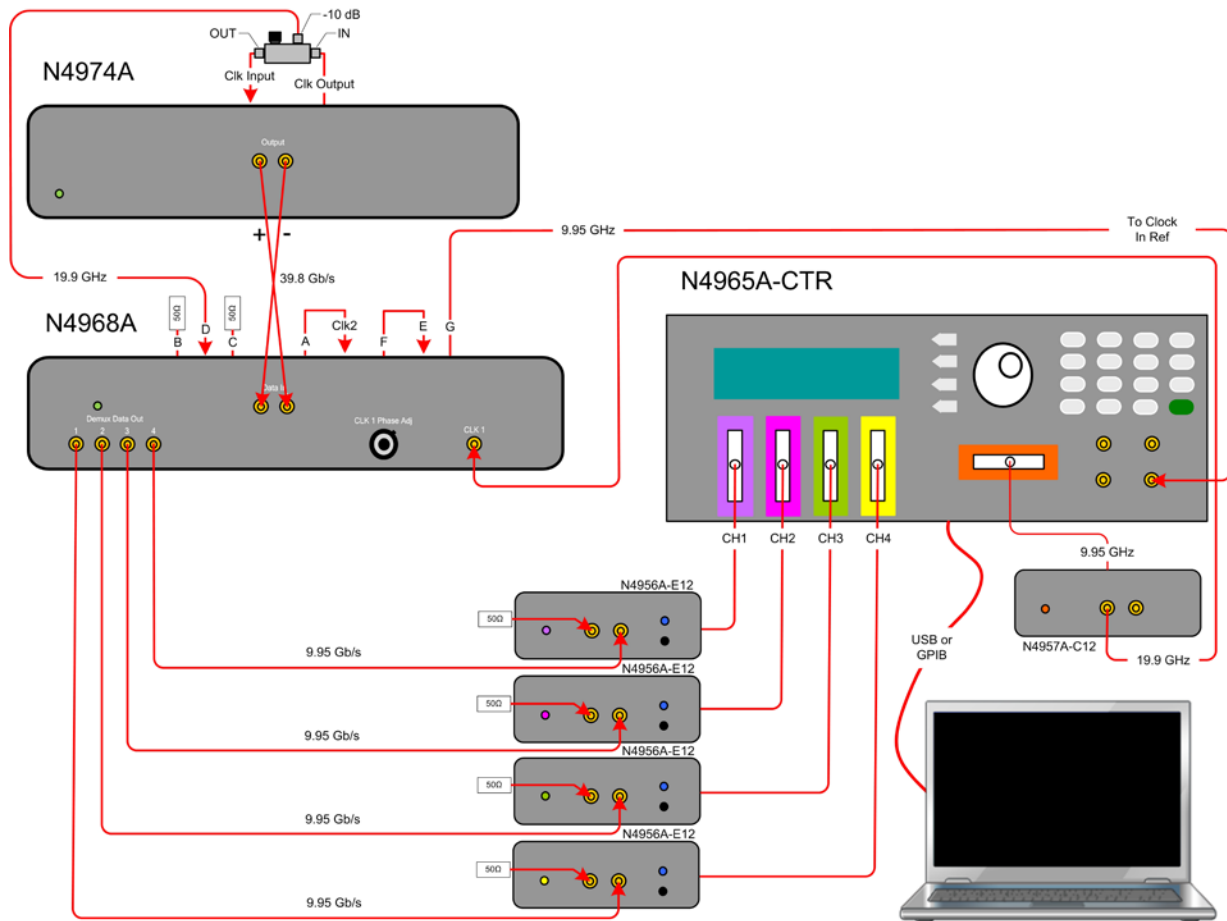 -10 dB
OUT
IN
N4974A
Clk Input
Clk Output
Output
+
-
9.95 GHz
To Clock
In Ref
19.9 GHz
39.8 Gb/s
N4965A-CTR
N4968A
50Ω
50Ω
B
D
C
A
Clk2
F
E
G
Data In
Demux Data Out
1
2
3
4
CLK 1 Phase Adj
CLK 1
CH1
CH2
CH3
CH4
9.95 GHz
N4956A-E12
50Ω
9.95 Gb/s
USB or
GPIB
N4957A-C12
19.9 GHz
N4956A-E12
50Ω
9.95 Gb/s
N4956A-E12
50Ω
9.95 Gb/s
N4956A-E12
50Ω
9.95 Gb/s